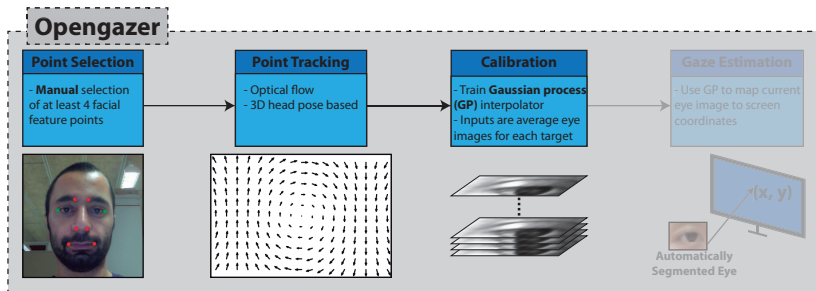 Opengazer
Point Selection
- Manual selection
of at least 4 facial
feature points
Point Tracking
- Optical flow
- 3D head pose based
Calibration
- Train Gaussian process
(GP) interpolator
- Inputs are average eye
images for each target
Gaze Estimation
- Use GP to map current
eye image to screen
coordinates
(x, y)
Automatically
Segmented Eye